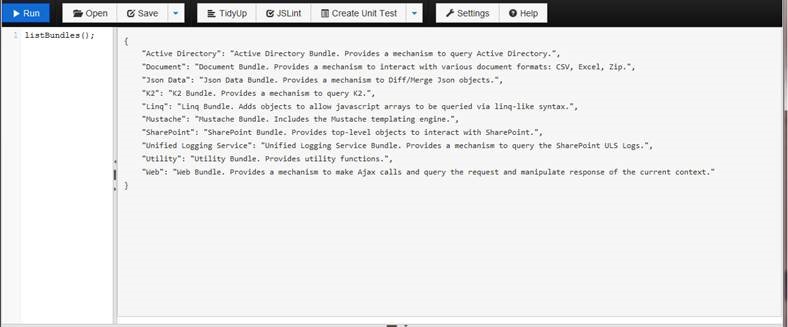 Run Open Save TidyUp JSLint Create Unit Test Settings Help
1 listBundles();
{
"Active Directory": "Active Directory Bundle. Provides a mechanism to query Active Directory.",
"Document": "Document Bundle. Provides a mechanism to interact with various document formats: CSV, Excel, Zip.",
"Json Data": "Json Data Bundle. Provides a mechanism to Diff/Merge Json objects.",
"K2": "K2 Bundle. Provides a mechanism to query K2.",
"Linq": "Linq Bundle. Adds objects to allow javascript arrays to be queried via linq-like syntax.",
"Mustache": "Mustache Bundle. Includes the Mustache templating engine.",
"SharePoint": "SharePoint Bundle. Provides top-level objects to interact with SharePoint.",
"Unified Logging Service": "Unified Logging Service Bundle. Provides a mechanism to query the SharePoint ULS Logs.",
"Utility": "Utility Bundle. Provides utility functions.",
"Web": "Web Bundle. Provides a mechanism to make Ajax calls and query the request and manipulate response of the current context."
}